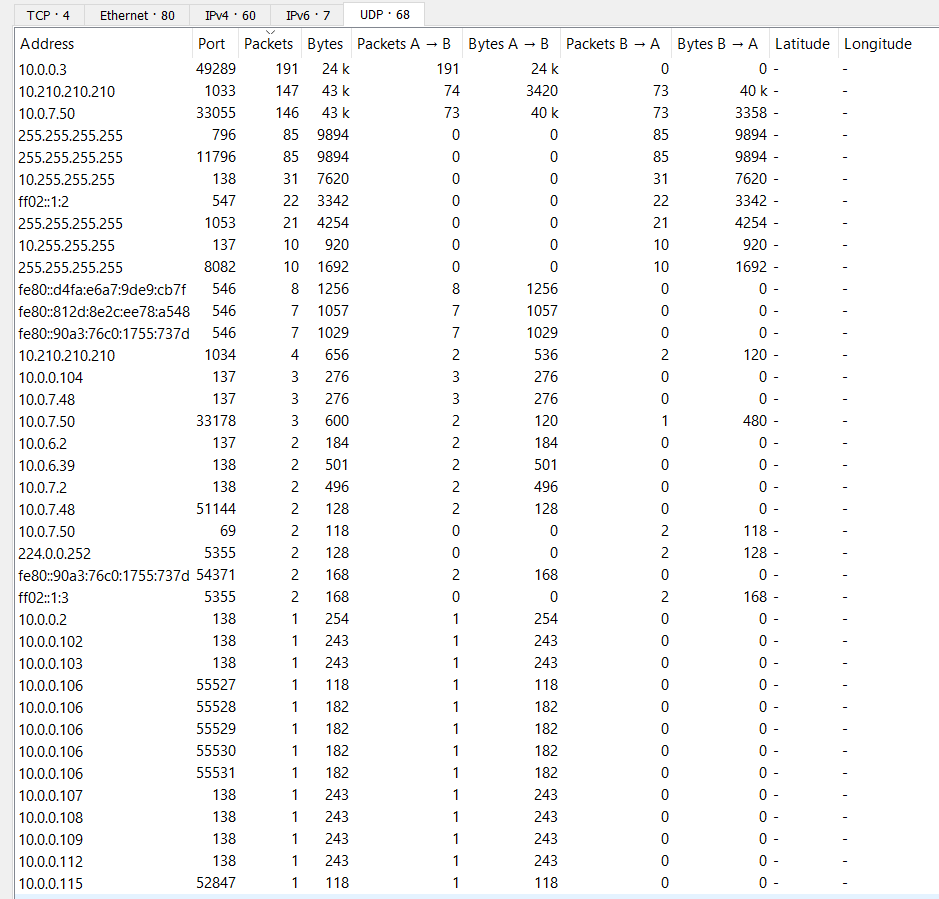 TCP · 4 Ethernet · 80 IPv4 · 60 IPv6 · 7 UDP · 68
Address Port Packets Bytes Packets A → B Bytes A → B Packets B → A Bytes B → A Latitude Longitude
10.0.0.3 49289 191 24 k 191 24 k 0 0 - -
10.210.210.210 1033 147 43 k 74 3420 73 40 k - -
10.0.7.50 33055 146 43 k 73 40 k 73 3358 - -
255.255.255.255 796 85 9894 0 0 85 9894 - -
255.255.255.255 11796 85 9894 0 0 85 9894 - -
10.255.255.255 138 31 7620 0 0 31 7620 - -
ff02::1:2 547 22 3342 0 0 22 3342 - -
255.255.255.255 1053 21 4254 0 0 21 4254 - -
10.255.255.255 137 10 920 0 0 10 920 - -
255.255.255.255 8082 10 1692 0 0 10 1692 - -
fe80::d4fa:e6a7:9de9:cb7f 546 8 1256 8 1256 0 0 - -
fe80::812d:8e2c:ee78:a548 546 7 1057 7 1057 0 0 - -
fe80::90a3:76c0:1755:737d 546 7 1029 7 1029 0 0 - -
10.210.210.210 1034 4 656 2 536 2 120 - -
10.0.0.104 137 3 276 3 276 0 0 - -
10.0.7.48 137 3 276 3 276 0 0 - -
10.0.7.50 33178 3 600 2 120 1 480 - -
10.0.6.2 137 2 184 2 184 0 0 - -
10.0.6.39 138 2 501 2 501 0 0 - -
10.0.7.2 138 2 496 2 496 0 0 - -
10.0.7.48 51144 2 128 2 128 0 0 - -
10.0.7.50 69 2 118 0 0 2 118 - -
224.0.0.252 5355 2 128 0 0 2 128 - -
fe80::90a3:76c0:1755:737d 54371 2 168 2 168 0 0 - -
ff02::1:3 5355 2 168 0 0 2 168 - -
10.0.0.2 138 1 254 1 254 0 0 - -
10.0.0.102 138 1 243 1 243 0 0 - -
10.0.0.103 138 1 243 1 243 0 0 - -
10.0.0.106 55527 1 118 1 118 0 0 - -
10.0.0.106 55528 1 182 1 182 0 0 - -
10.0.0.106 55529 1 182 1 182 0 0 - -
10.0.0.106 55530 1 182 1 182 0 0 - -
10.0.0.106 55531 1 182 1 182 0 0 - -
10.0.0.107 138 1 243 1 243 0 0 - -
10.0.0.108 138 1 243 1 243 0 0 - -
10.0.0.109 138 1 243 1 243 0 0 - -
10.0.0.112 138 1 243 1 243 0 0 - -
10.0.0.115 52847 1 118 1 118 0 0 - -